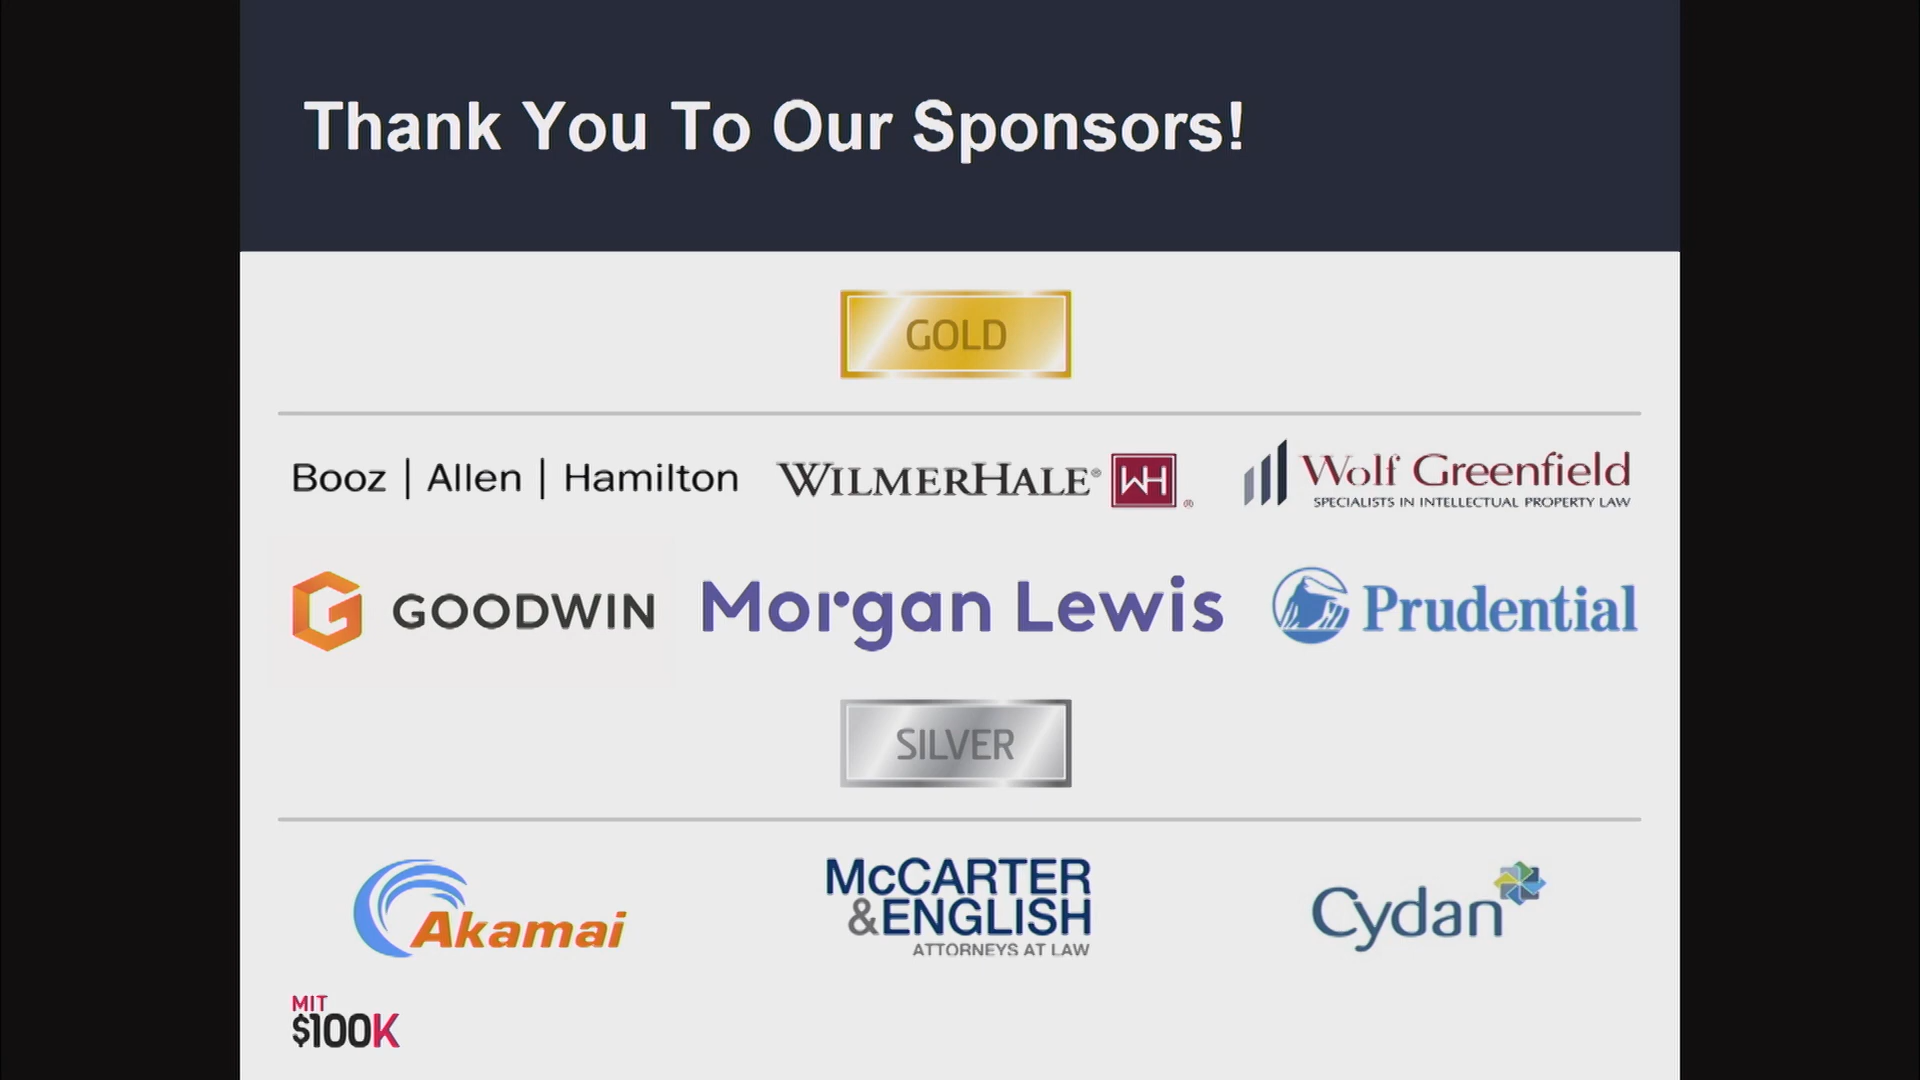 Thank You To Our Sponsors!
GOLD
Booz | Allen | Hamilton
WILMERHALE® WH ®
Wolf Greenfield
SPECIALISTS IN INTELLECTUAL PROPERTY LAW
G GOODWIN
Morgan Lewis
Prudential
SILVER
Akamai
McCARTER
&ENGLISH
ATTORNEYS AT LAW
Cydan
MIT
$100K